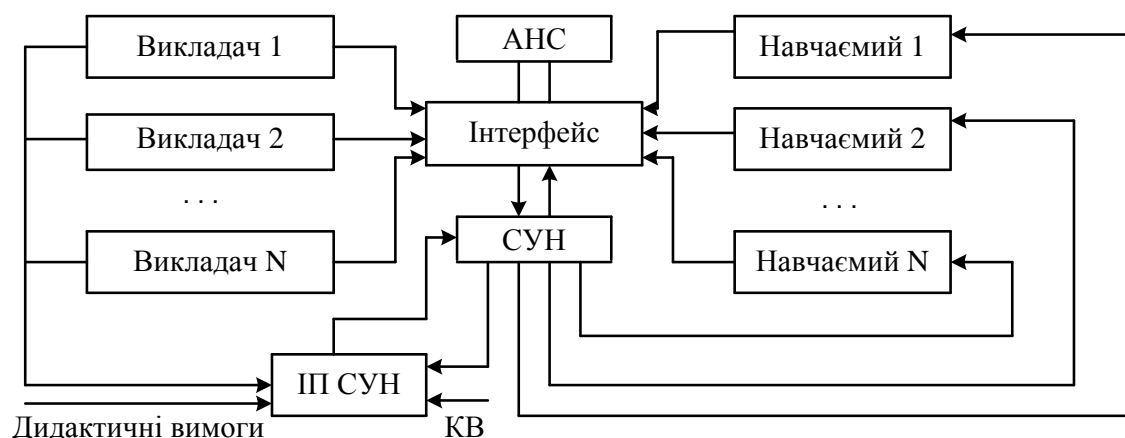 Викладач 1
АНС
Навчаємий 1
Викладач 2
Інтерфейс
Навчаємий 2
. . .
. . .
Викладач N
СУН
Навчаємий N
ІП СУН
Дидактичні вимоги
КВ